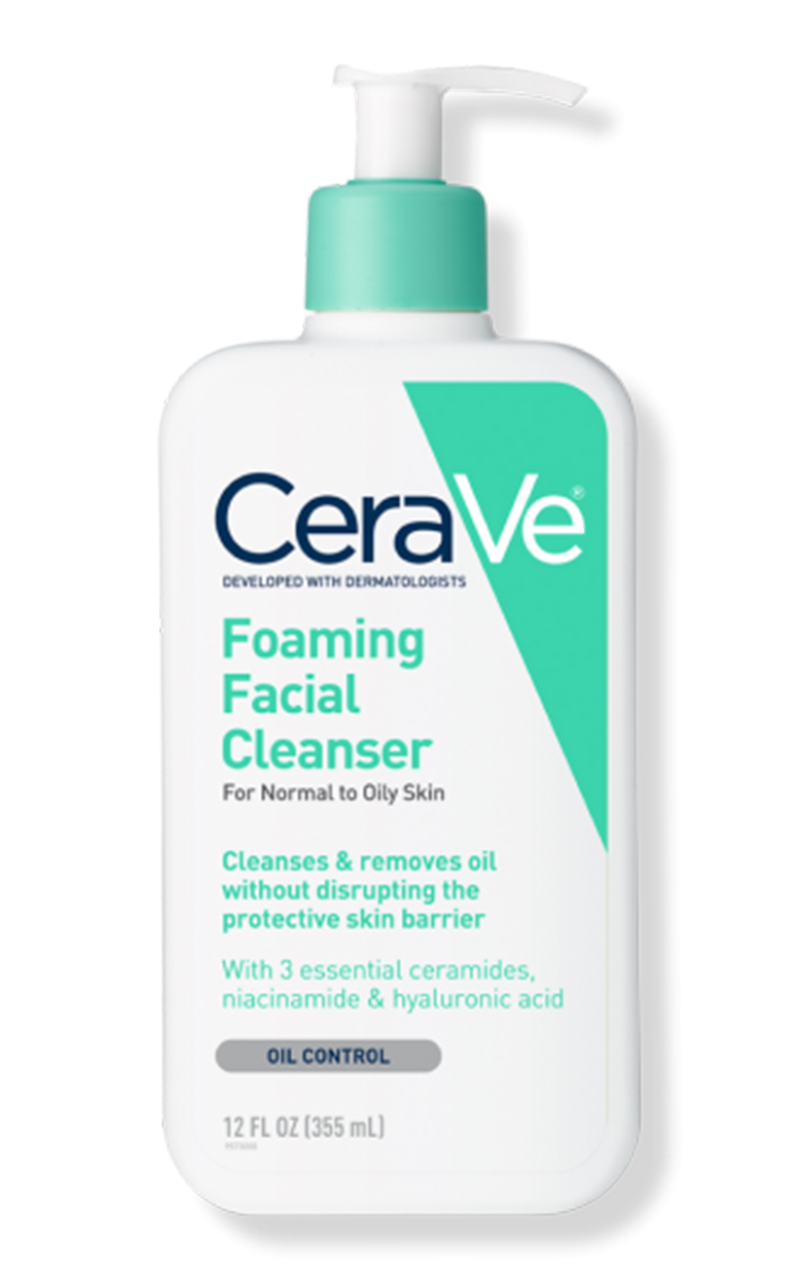 CeraVe®
DEVELOPED WITH DERMATOLOGISTS
Foaming
Facial
Cleanser
For Normal to Oily Skin
Cleanses & removes oil
without disrupting the
protective skin barrier
With 3 essential ceramides,
niacinamide & hyaluronic acid
OIL CONTROL
12 FL OZ (355 mL)